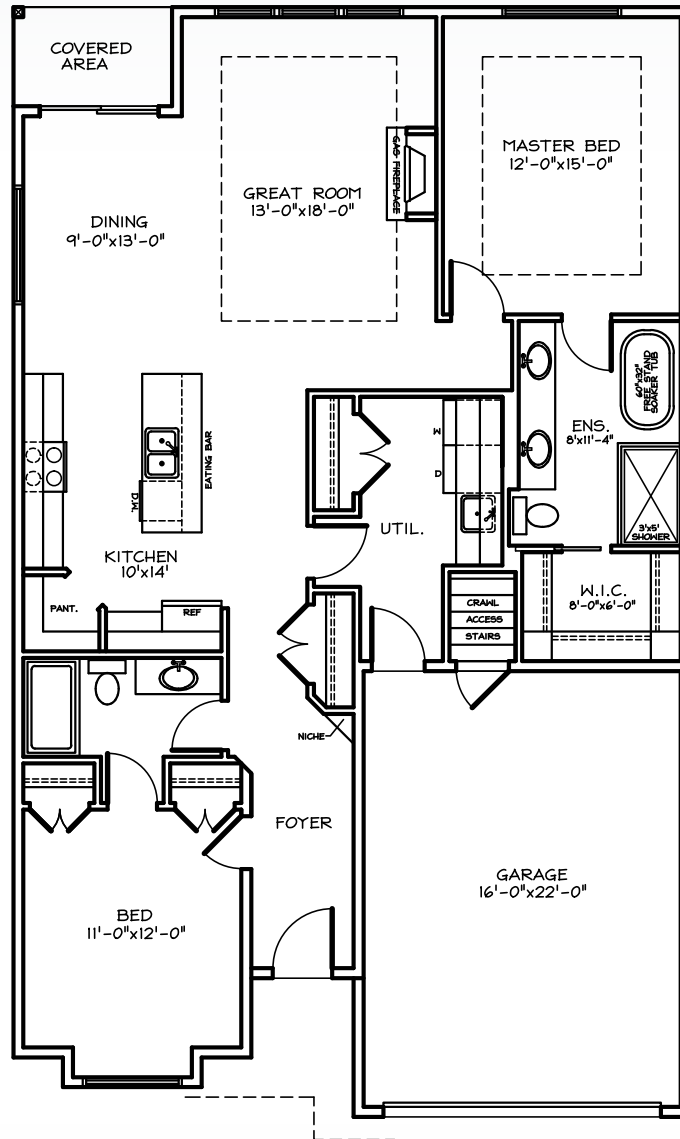 COVERED
AREA
MASTER BED
12'-0"x15'-0"
GAS FIREPLACE
GREAT ROOM
13'-0"x18'-0"
DINING
9'-0"x13'-0"
60"x32"
FREE STAND
SOAKER TUB
ENS.
8'x11'-4"
W
D
EATING BAR
D.W.
UTIL.
3'x5'
SHOWER
KITCHEN
10'x14'
PANT.
REF
CRAWL
ACCESS
STAIRS
W.I.C.
8'-0"x6'-0"
NICHE
FOYER
GARAGE
16'-0"x22'-0"
BED
11'-0"x12'-0"